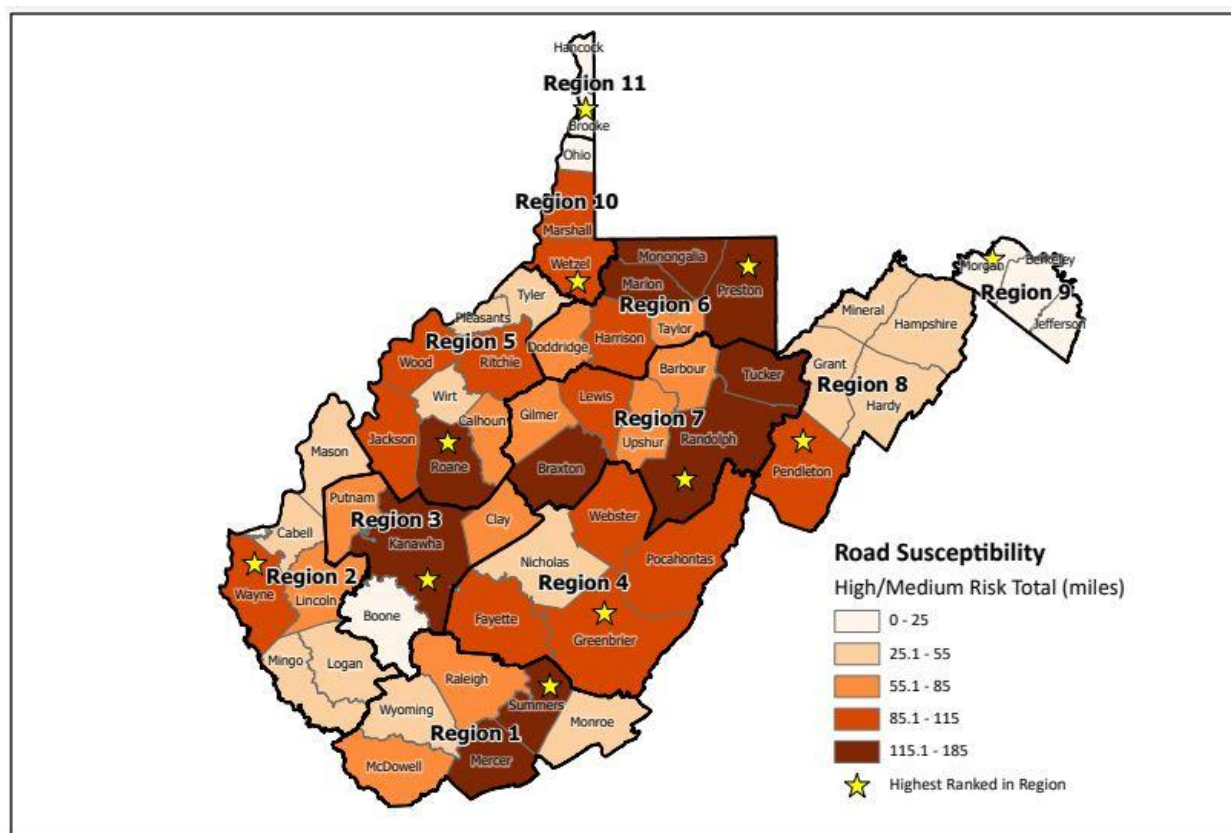 Hancock
Region 11
Brooke
Ohio
Region 10
Marshall
Wetzel
Monongalia
Marion
Preston
Region 6
Taylor
Harrison
Doddridge
Tyler
Pleasants
Region 5
Wood
Ritchie
Wirt
Calhoun
Jackson
Roane
Gilmer
Lewis
Barbour
Tucker
Region 7
Upshur
Randolph
Braxton
Mineral
Hampshire
Grant
Region 8
Hardy
Pendleton
Morgan
Berkeley
Region 9
Jefferson
Mason
Putnam
Region 3
Kanawha
Clay
Cabell
Region 2
Wayne
Lincoln
Boone
Mingo
Logan
Webster
Pocahontas
Nicholas
Region 4
Fayette
Greenbrier
Raleigh
Summers
Wyoming
Region 1
Monroe
McDowell
Mercer
Road Susceptibility
High/Medium Risk Total (miles)
0 - 25
25.1 - 55
55.1 - 85
85.1 - 115
115.1 - 185
Highest Ranked in Region